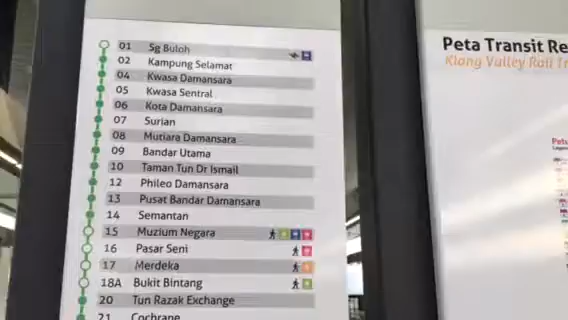 01 Sg Buloh
02 Kampung Selamat
04 Kwasa Damansara
05 Kwasa Sentral
06 Kota Damansara
07 Surian
08 Mutiara Damansara
09 Bandar Utama
10 Taman Tun Dr Ismail
12 Phileo Damansara
13 Pusat Bandar Damansara
14 Semantan
15 Muzium Negara
16 Pasar Seni
17 Merdeka
18A Bukit Bintang
20 Tun Razak Exchange
21 Cochrane
Peta Transit Re
Klang Valley Rail Tr